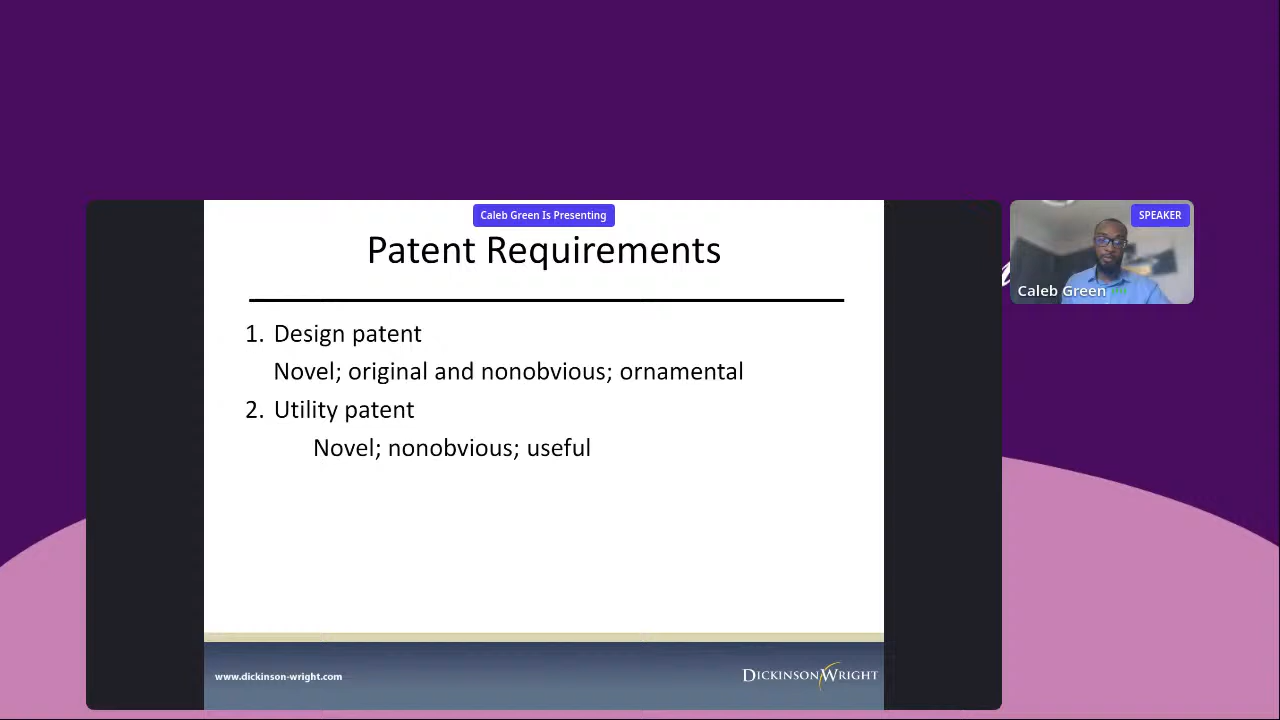 Caleb Green Is Presenting
SPEAKER
Patent Requirements
Caleb Green
1. Design patent
Novel; original and nonobvious; ornamental
2. Utility patent
Novel; nonobvious; useful
www.dickinson-wright.com
DICKINSON WRIGHT